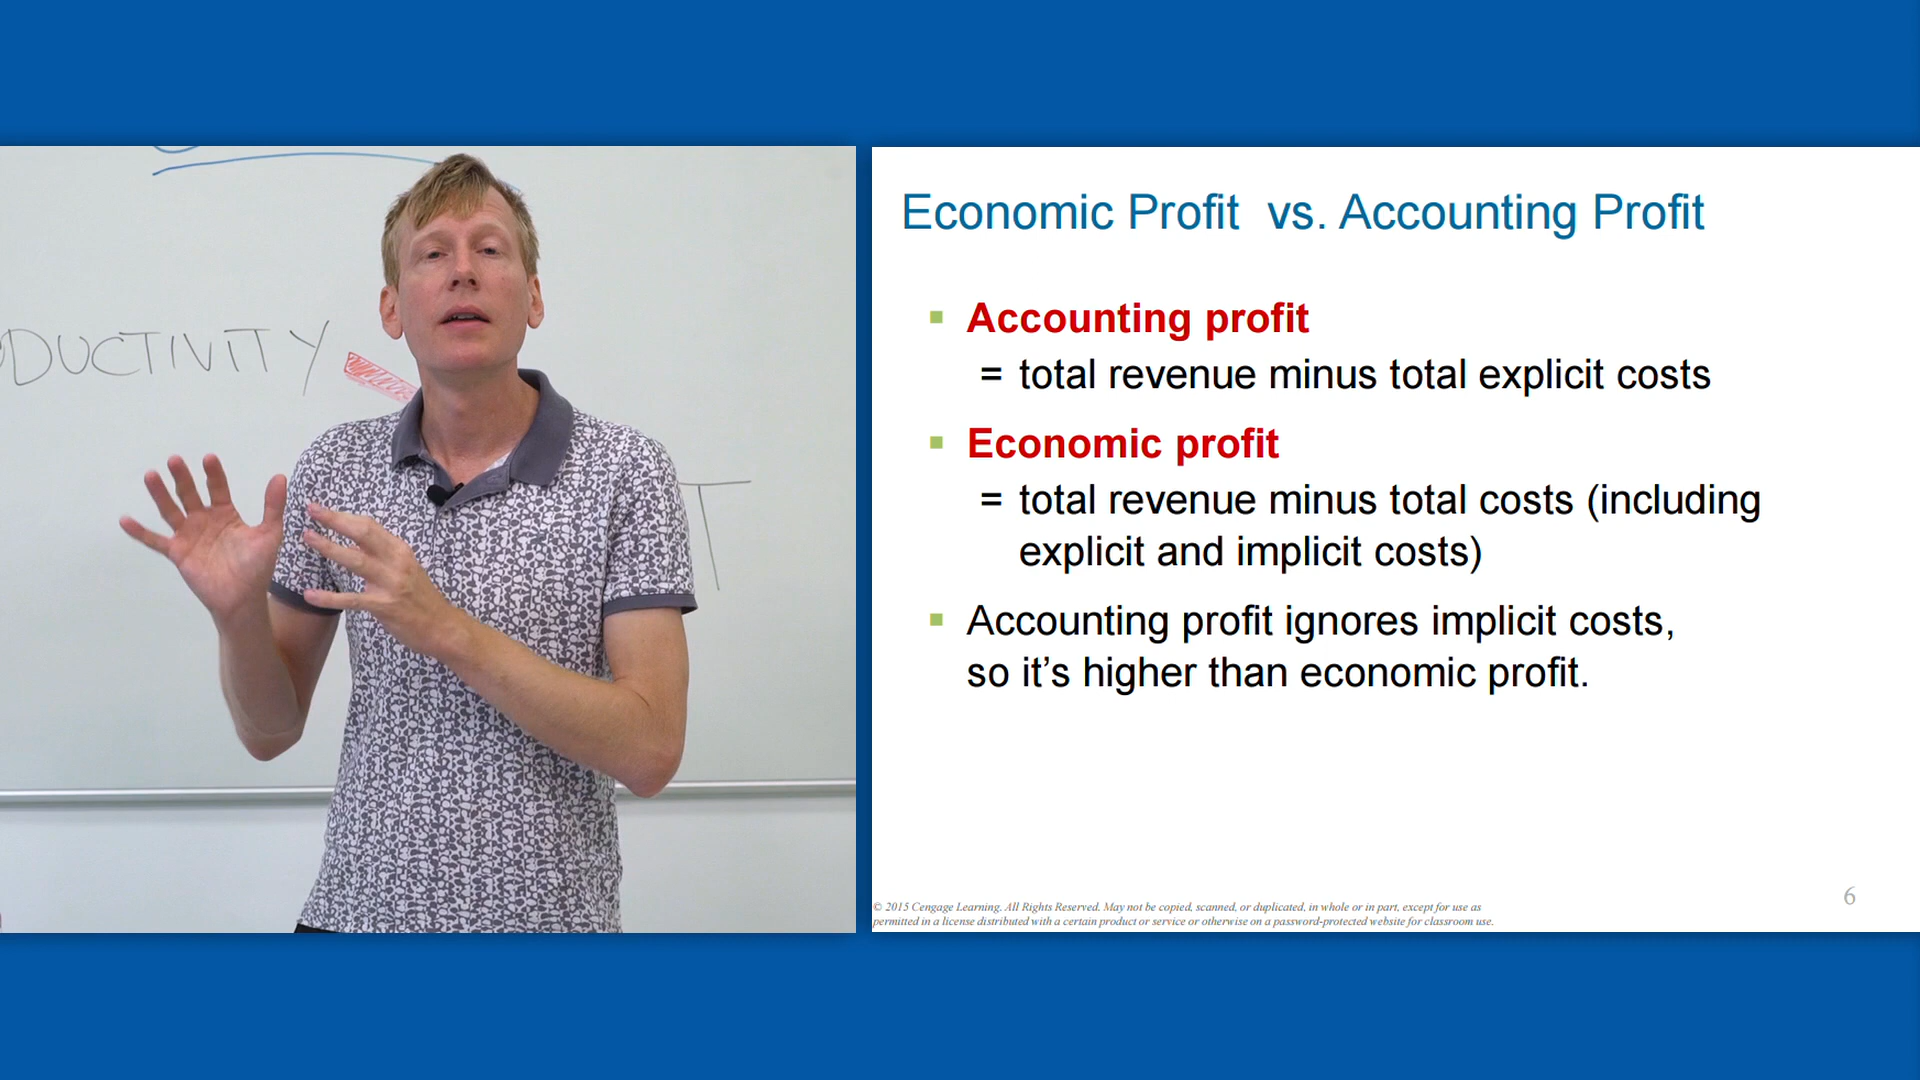 ODUCTIVITY
T
Economic Profit vs. Accounting Profit
▪ Accounting profit
= total revenue minus total explicit costs
▪ Economic profit
= total revenue minus total costs (including
explicit and implicit costs)
▪ Accounting profit ignores implicit costs,
so it’s higher than economic profit.
6
© 2015 Cengage Learning. All Rights Reserved. May not be copied, scanned, or duplicated, in whole or in part, except for use as
permitted in a license distributed with a certain product or service or otherwise on a password-protected website for classroom use.